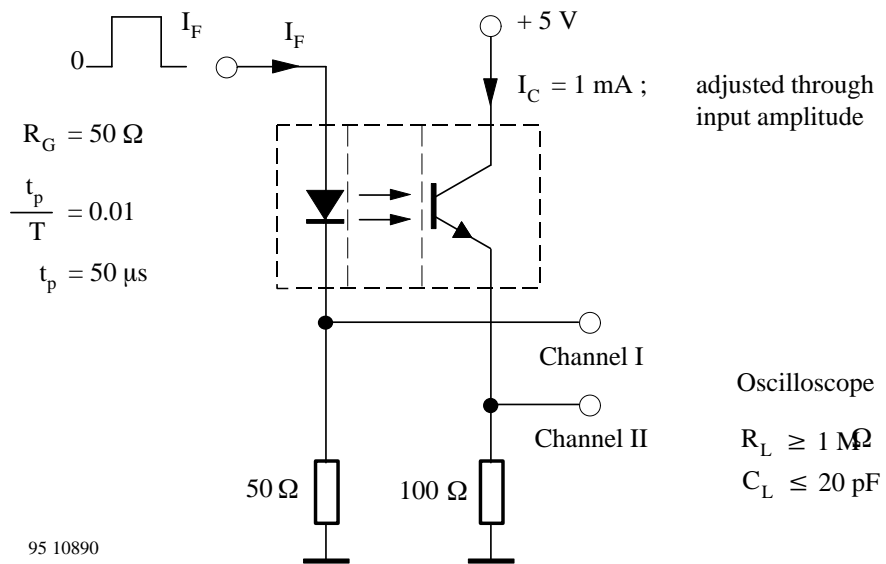 I_F
I_F
+ 5 V
0
I_C = 1 mA ; adjusted through
input amplitude
R_G = 50 Ω
t_p
T
= 0.01
t_p = 50 μs
Channel I
Oscilloscope
Channel II
R_L ≥ 1 MΩ
C_L ≤ 20 pF
50 Ω
100 Ω
95 10890